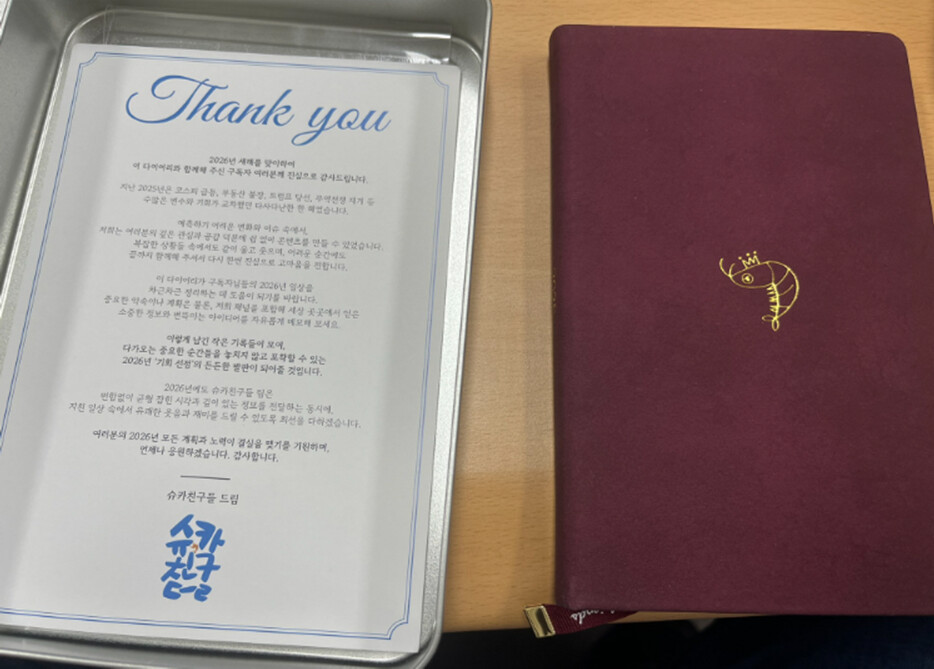 Thank you
2026년 새해를 맞이하여
이 다이어리와 함께해 주신 구독자 여러분께 진심으로 감사드립니다.
지난 2025년은 코스피 급등, 부동산 불장, 트럼프 당선, 무역전쟁 재개 등
수많은 변수와 기회가 교차했던 다사다난한 한 해였습니다.
예측하기 어려운 변화와 이슈 속에서,
저희는 여러분의 깊은 관심과 공감 덕분에 쉼 없이 콘텐츠를 만들 수 있었습니다.
복잡한 상황들 속에서도 같이 울고 웃으며, 어려운 순간에도
끝까지 함께해 주셔서 다시 한번 진심으로 고마움을 전합니다.
이 다이어리가 구독자님들의 2026년 일상을
차근차근 정리하는 데 도움이 되기를 바랍니다.
중요한 약속이나 계획은 물론, 저희 채널을 포함해 세상 곳곳에서 얻은
소중한 정보와 번뜩이는 아이디어를 자유롭게 메모해 보세요.
이렇게 남긴 작은 기록들이 모여,
다가오는 중요한 순간들을 놓치지 않고 포착할 수 있는
2026년 '기회 선점'의 든든한 발판이 되어줄 것입니다.
2026년에도 슈카친구들 팀은
변함없이 균형 잡힌 시각과 깊이 있는 정보를 전달하는 동시에,
지친 일상 속에서 유쾌한 웃음과 재미를 드릴 수 있도록 최선을 다하겠습니다.
여러분의 2026년 모든 계획과 노력이 결실을 맺기를 기원하며,
언제나 응원하겠습니다. 감사합니다.
슈카친구들 드림
슈카
친구
들